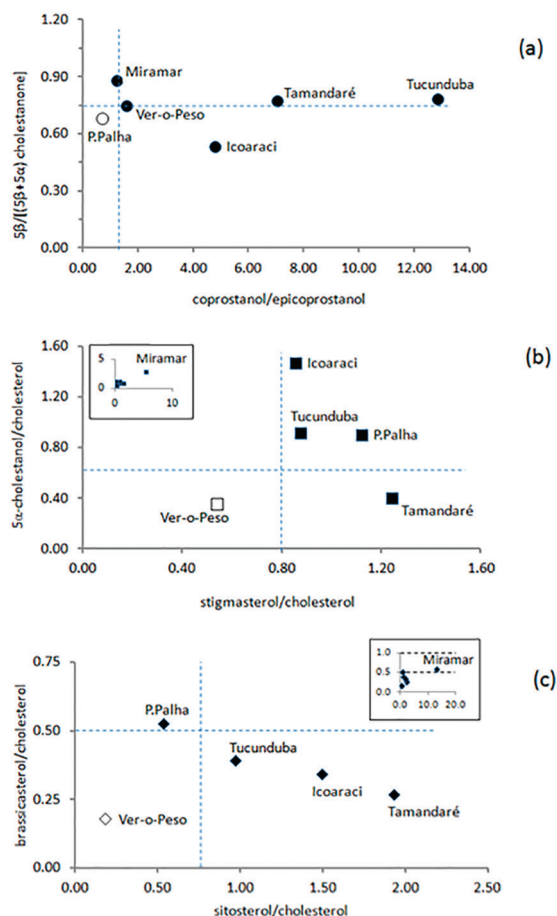 (a)
1.20
0.90
0.60
0.30
0.00
5β/[(5β+5α) cholestanone]
Miramar
Ver-o-Peso
P.Palha
Icoaraci
Tamandaré
Tucunduba
0.00 2.00 4.00 6.00 8.00 10.00 12.00 14.00
coprostanol/epicoprostanol
(b)
1.60
1.20
0.80
0.40
0.00
5α-cholestanol/cholesterol
5
0
Miramar
0 10
Icoaraci
Tucunduba
P.Palha
Ver-o-Peso
Tamandaré
0.00 0.40 0.80 1.20 1.60
stigmasterol/cholesterol
(c)
0.75
0.50
0.25
0.00
brassicasterol/cholesterol
1.0
0.5
0.0
Miramar
0.0 10.0 20.0
P.Palha
Tucunduba
Icoaraci
Ver-o-Peso
Tamandaré
0.00 0.50 1.00 1.50 2.00 2.50
sitosterol/cholesterol